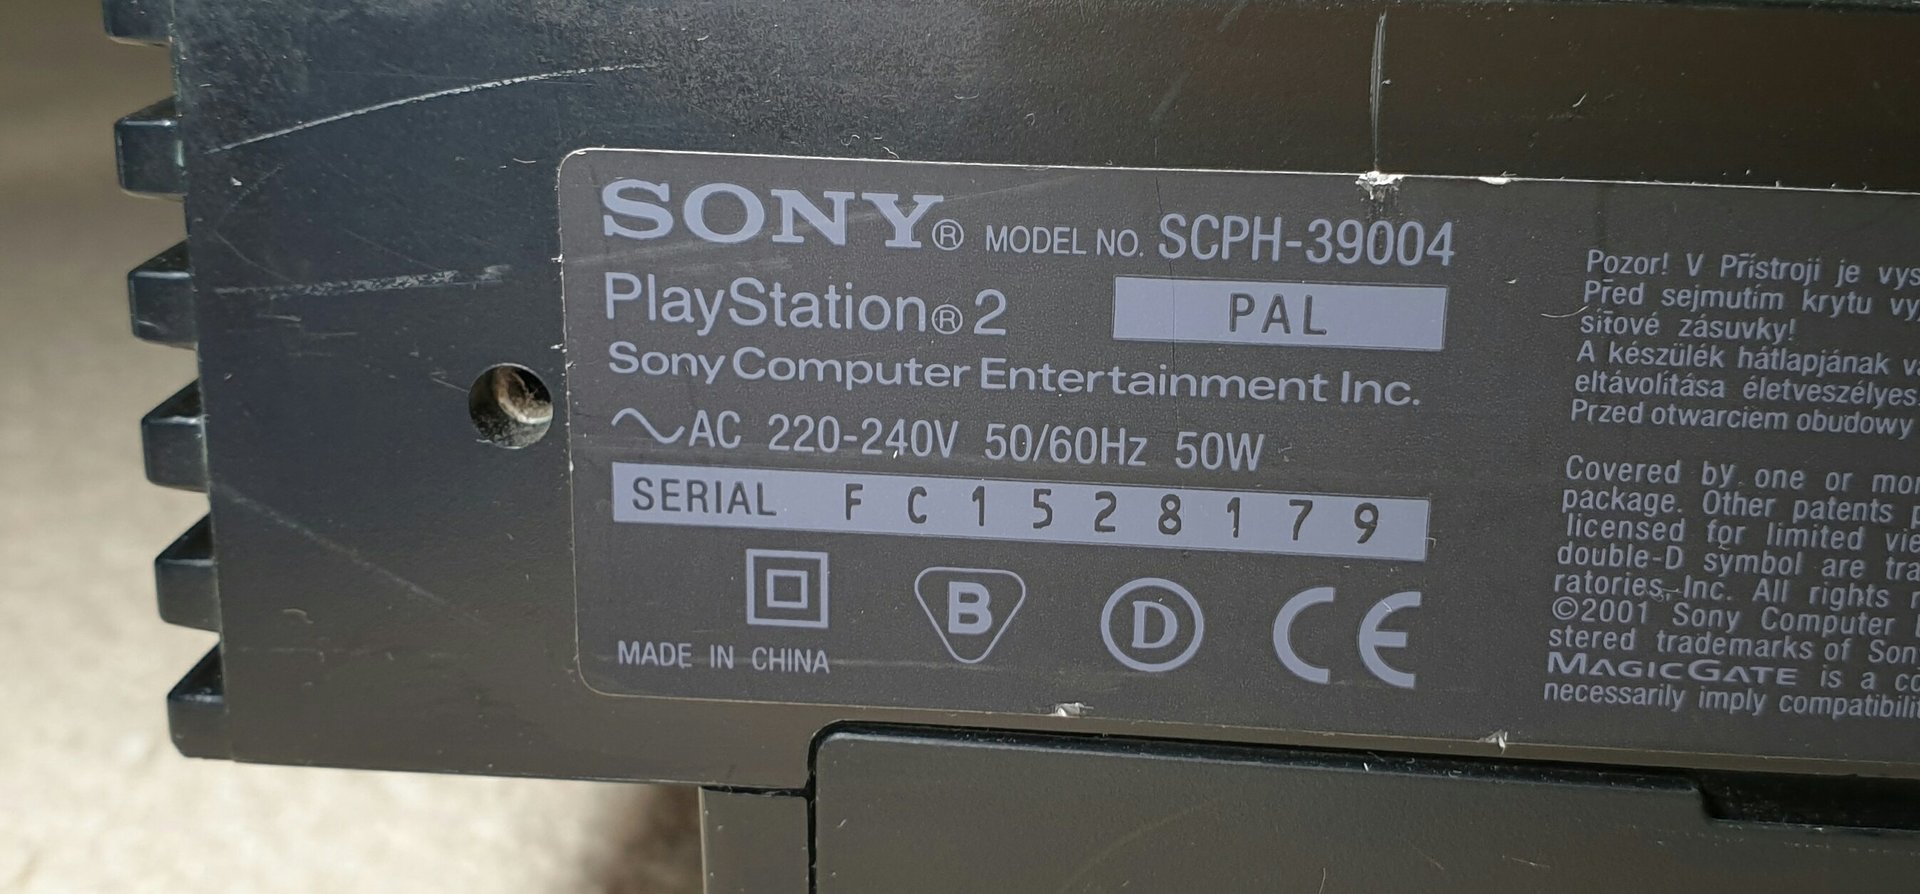 SONY® MODEL NO. SCPH-39004
PlayStation®2 PAL
Sony Computer Entertainment Inc.
AC 220-240V 50/60Hz 50W
SERIAL F C 1 5 2 8 1 7 9
B D CE
MADE IN CHINA
Pozor! V Přístroji je
Před sejmutím krytu
síťové zásuvky!
A készülék hátlapjának
eltávolítása életveszélyes
Przed otwarciem obudowy
Covered by one or
package. Other patents
licensed for limited
double-D symbol are
ratories, Inc. All rights
©2001 Sony Computer
stered trademarks of
MAGICGATE is a
necessarily imply